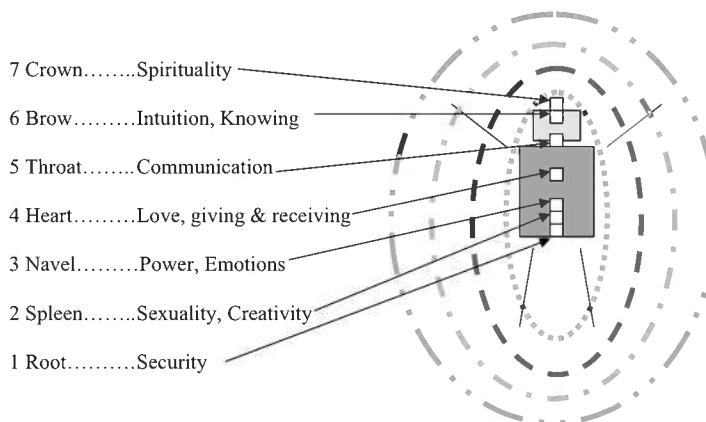 7 Crown........Spirituality
6 Brow.........Intuition, Knowing
5 Throat.......Communication
4 Heart........Love, giving & receiving
3 Navel........Power, Emotions
2 Spleen........Sexuality, Creativity
1 Root..........Security